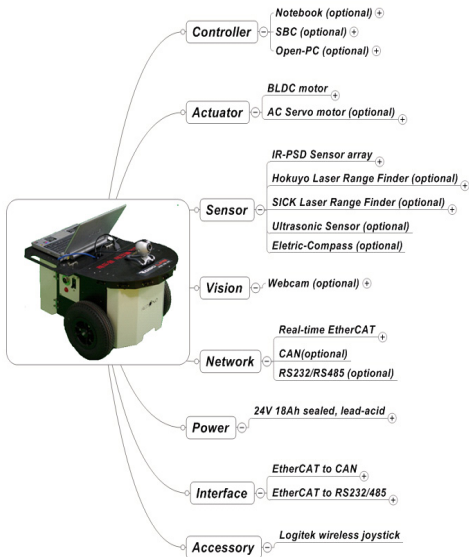 Controller
Notebook (optional)
SBC (optional)
Open-PC (optional)
Actuator
BLDC motor
AC Servo motor (optional)
Sensor
IR-PSD Sensor array
Hokuyo Laser Range Finder (optional)
SICK Laser Range Finder (optional)
Ultrasonic Sensor (optional)
Eletric-Compass (optional)
Vision
Webcam (optional)
Network
Real-time EtherCAT
CAN(optional)
RS232/RS485 (optional)
Power
24V 18Ah sealed, lead-acid
Interface
EtherCAT to CAN
EtherCAT to RS232/485
Accessory
Logitek wireless joystick